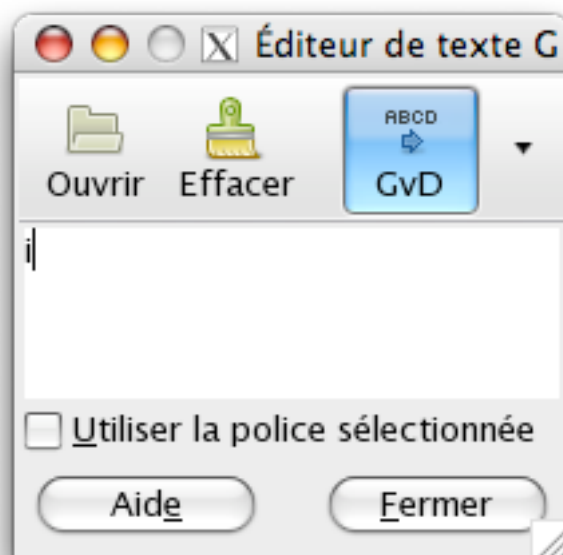 Éditeur de texte G
ABCD
Ouvrir Effacer GvD
i
Utiliser la police sélectionnée
Aide Fermer